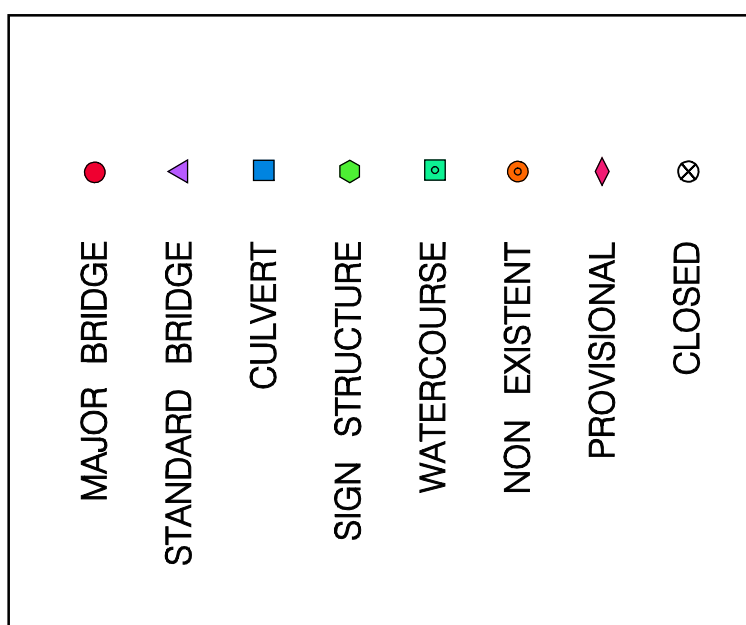 MAJOR BRIDGE
STANDARD BRIDGE
CULVERT
SIGN STRUCTURE
WATERCOURSE
NON EXISTENT
PROVISIONAL
CLOSED